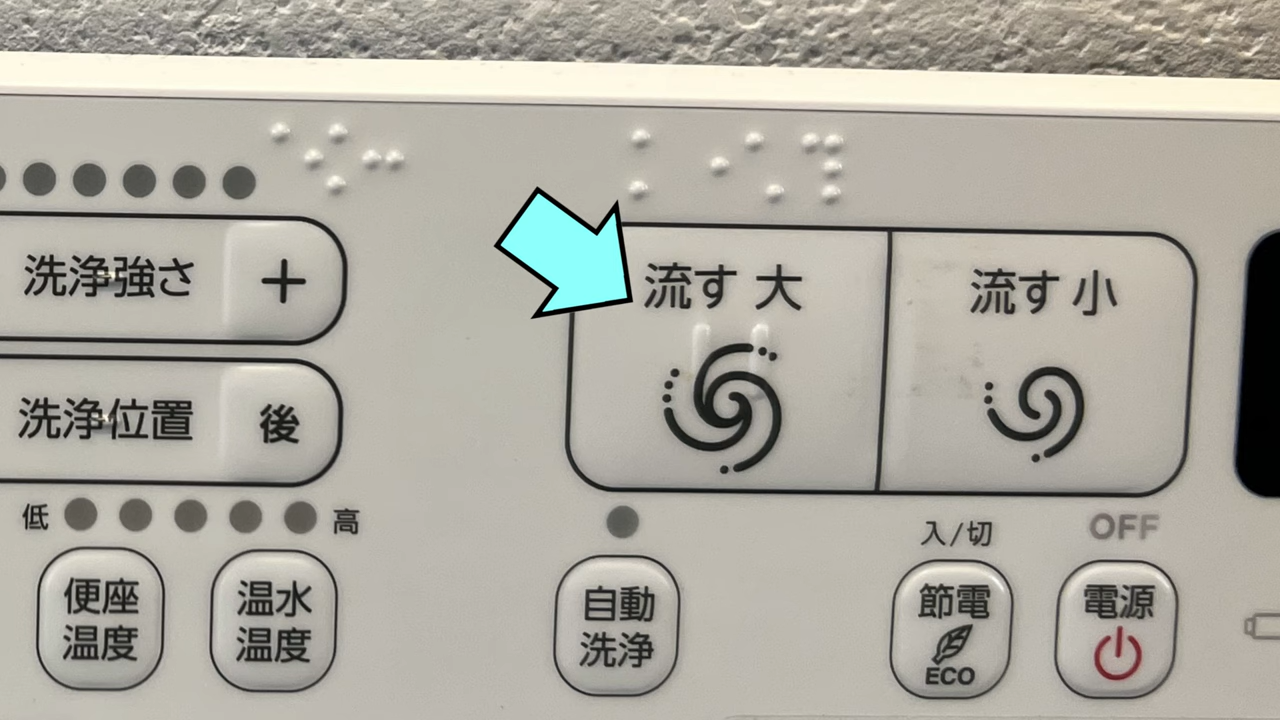 洗浄強さ +
流す 大
流す 小
洗浄位置 後
低
高
入/切
OFF
便座
温度
温水
温度
自動
洗浄
節電
ECO
電源